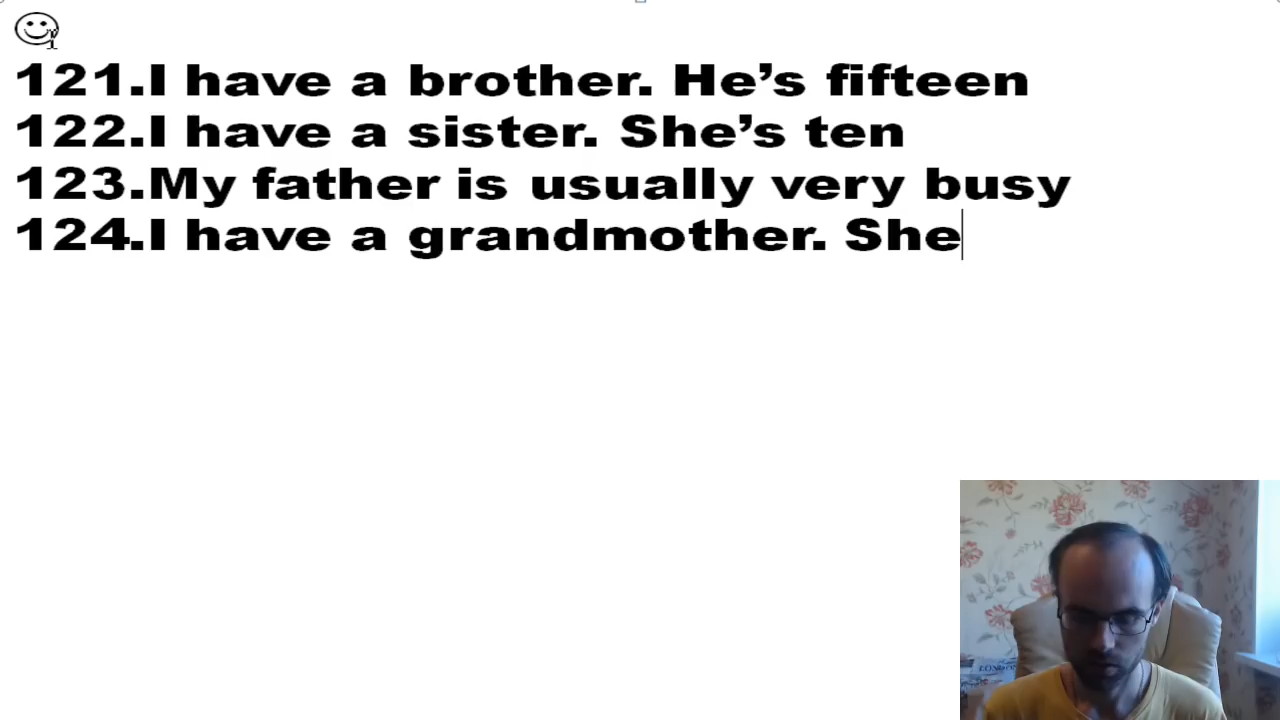 121.I have a brother. He’s fifteen
122.I have a sister. She’s ten
123.My father is usually very busy
124.I have a grandmother. She
LONDON